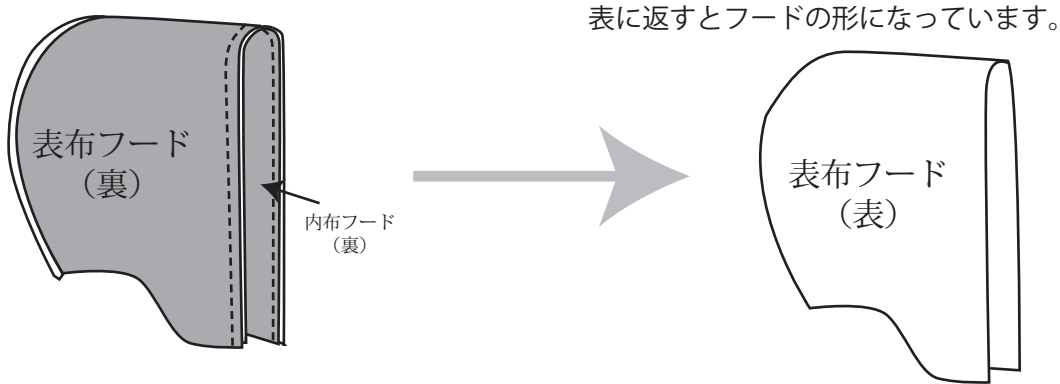 表に返すとフードの形になっています。
表布フード
（裏）
内布フード
（裏）
表布フード
（表）